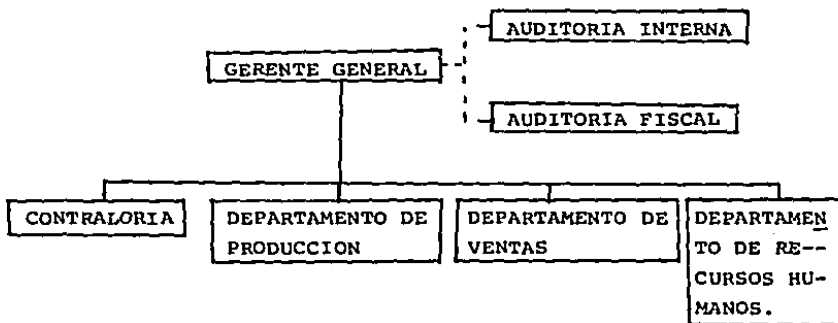 AUDITORIA INTERNA
GERENTE GENERAL
AUDITORIA FISCAL
CONTRALORIA
DEPARTAMENTO DE
PRODUCCION
DEPARTAMENTO DE
VENTAS
DEPARTAMEN
TO DE RE--
CURSOS HU-
MANOS.